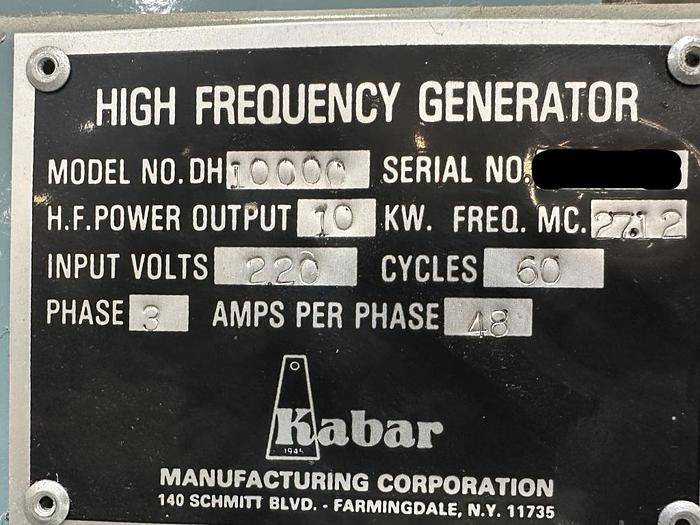 HIGH FREQUENCY GENERATOR
MODEL NO. DH 10000 SERIAL NO.
H.F. POWER OUTPUT 10 KW. FREQ. MC. 27.12
INPUT VOLTS 220 CYCLES 60
PHASE 3 AMPS PER PHASE 48
Kabar
MANUFACTURING CORPORATION
140 SCHMITT BLVD. - FARMINGDALE, N.Y. 11735